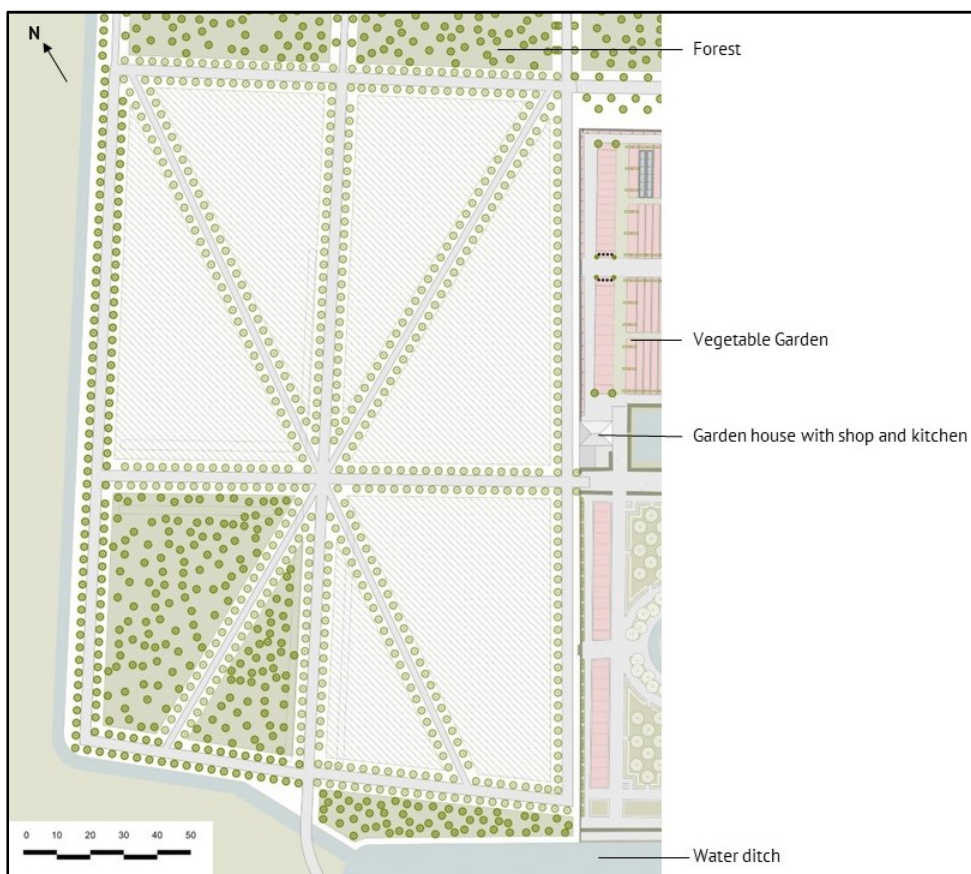 N
Forest
Vegetable Garden
Garden house with shop and kitchen
Water ditch
0 10 20 30 40 50